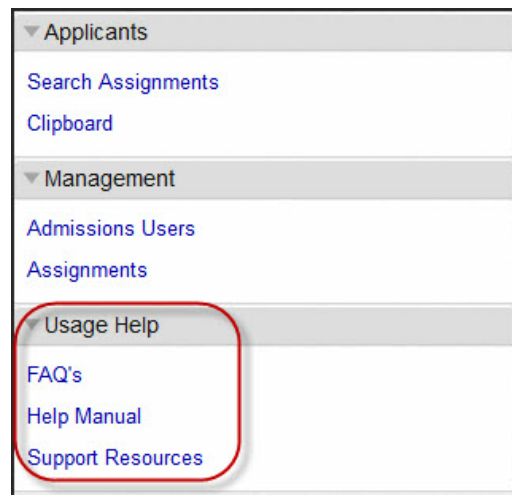 Applicants
Search Assignments
Clipboard
Management
Admissions Users
Assignments
Usage Help
FAQ's
Help Manual
Support Resources